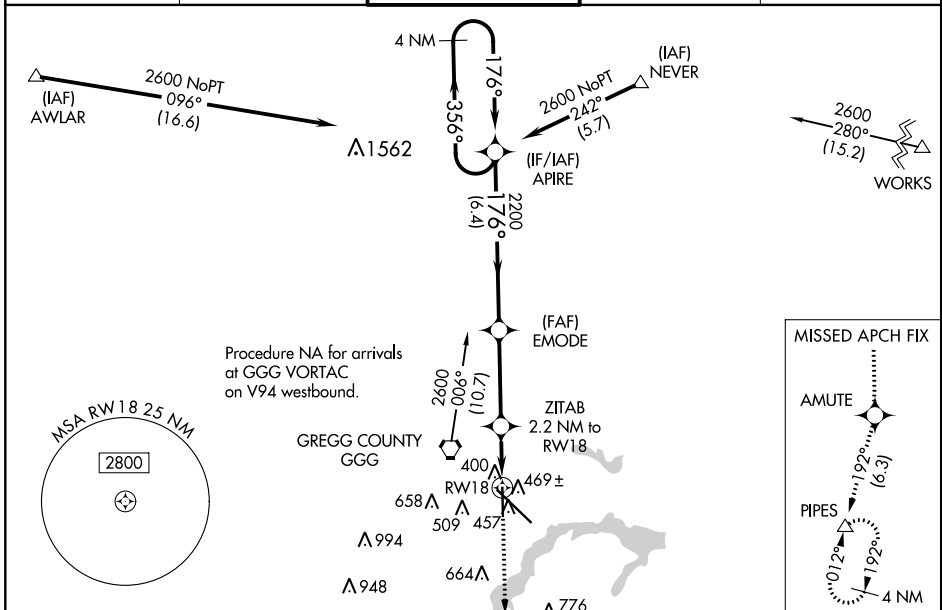 4 NM
176°
356°
(IAF)
AWLAR
2600 NoPT
096°
(16.6)
1562
(IAF)
NEVER
2600 NoPT
242°
(5.7)
(IF/IAF)
APIRE
2600
280°
(15.2)
WORKS
2200
176°
(6.4)
(FAF)
EMODE
Procedure NA for arrivals
at GGG VORTAC
on V94 westbound.
2600
006°
(10.7)
ZITAB
2.2 NM to
RW18
GREGG COUNTY
GGG
MSA RW18 25 NM
2800
400
RW18
469±
658
509
457
994
948
664
776
MISSED APCH FIX
AMUTE
192°
(6.3)
PIPES
012°
192°
4 NM